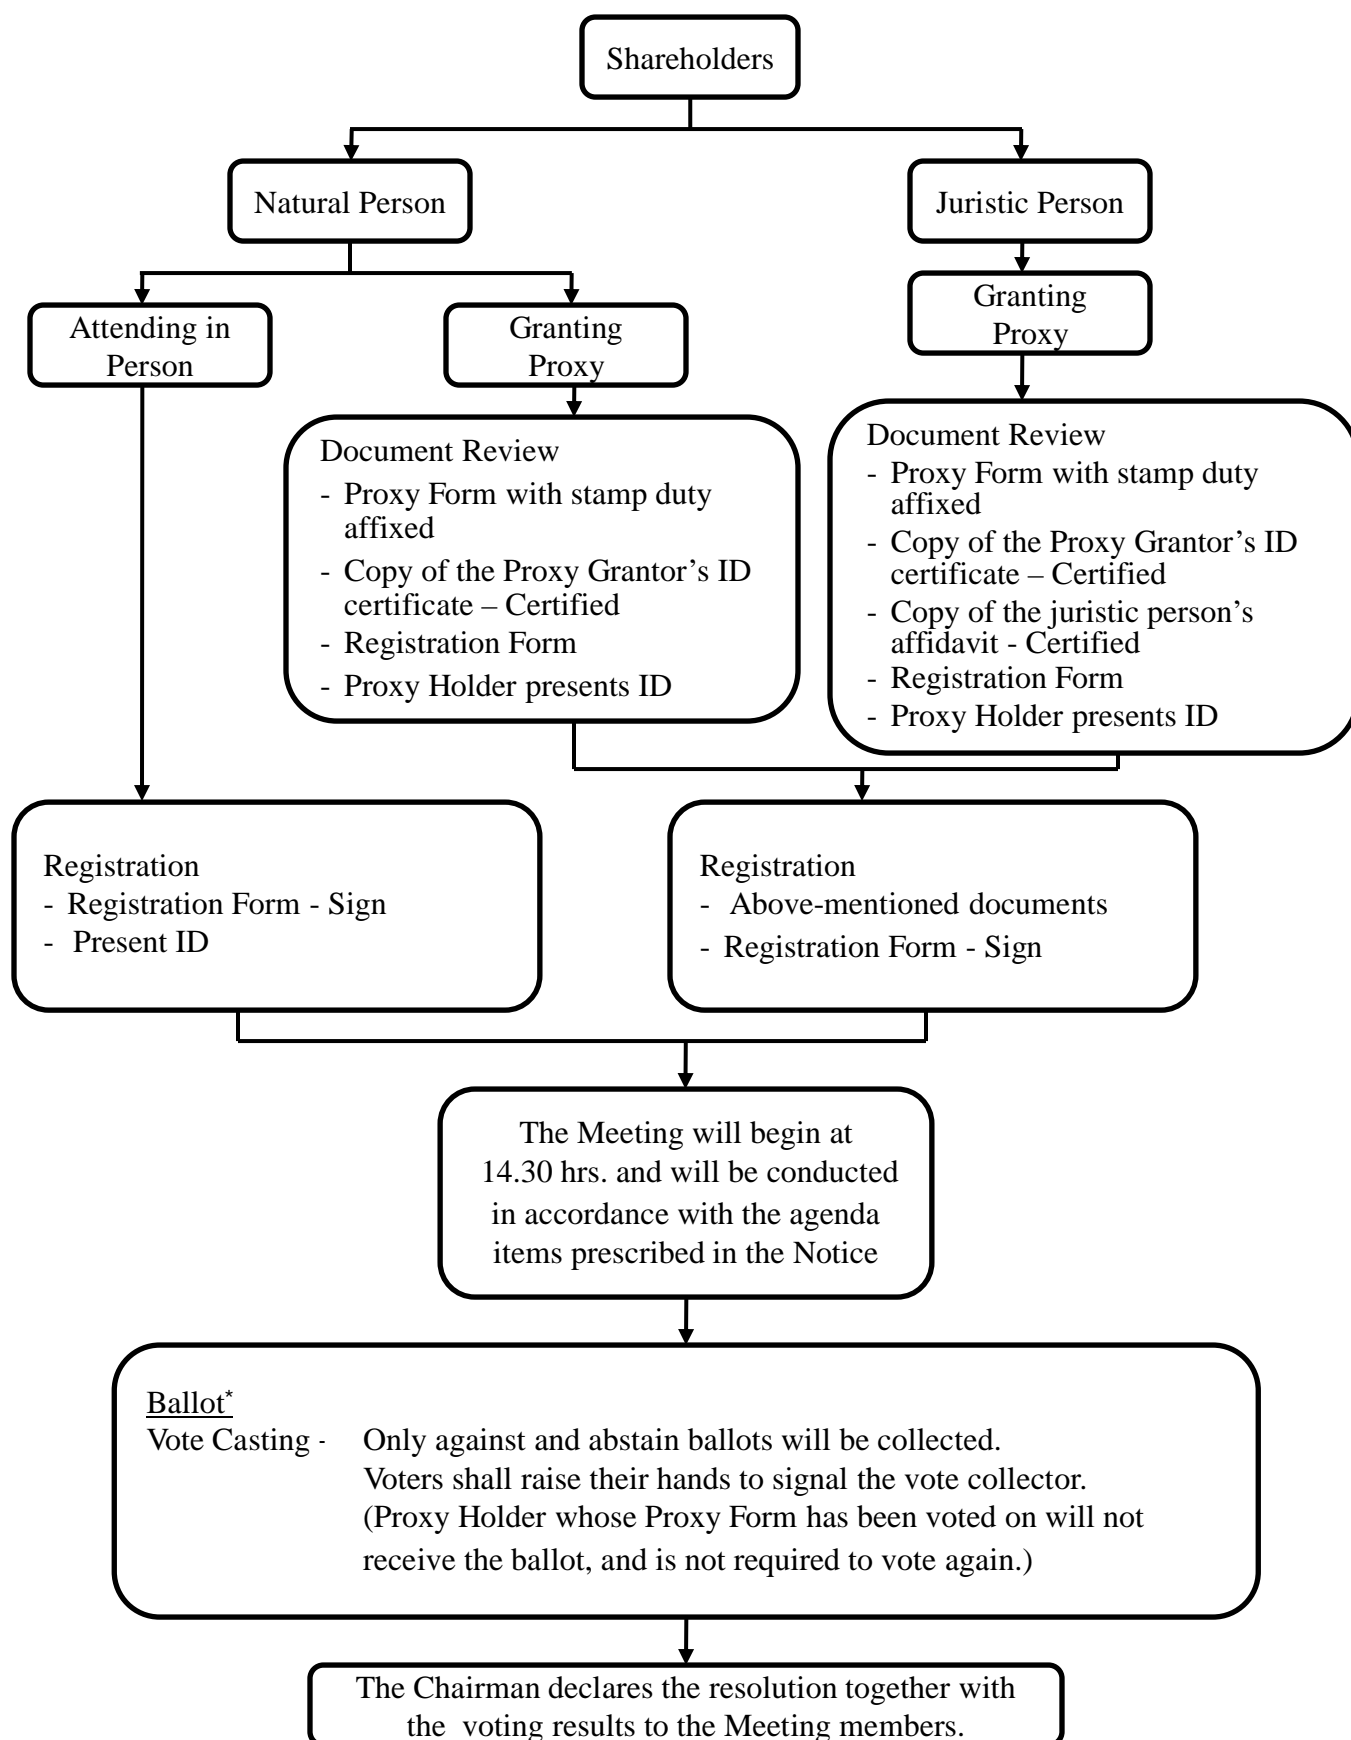 Shareholders
Natural Person
Juristic Person
Attending in
Person
Granting
Proxy
Granting
Proxy
Document Review
- Proxy Form with stamp duty
affixed
- Copy of the Proxy Grantor’s ID
certificate – Certified
- Registration Form
- Proxy Holder presents ID
Document Review
- Proxy Form with stamp duty
affixed
- Copy of the Proxy Grantor’s ID
certificate – Certified
- Copy of the juristic person’s
affidavit - Certified
- Registration Form
- Proxy Holder presents ID
Registration
- Registration Form - Sign
- Present ID
Registration
- Above-mentioned documents
- Registration Form - Sign
The Meeting will begin at
14.30 hrs. and will be conducted
in accordance with the agenda
items prescribed in the Notice
Ballot*
Vote Casting - Only against and abstain ballots will be collected.
Voters shall raise their hands to signal the vote collector.
(Proxy Holder whose Proxy Form has been voted on will not
receive the ballot, and is not required to vote again.)
The Chairman declares the resolution together with
the voting results to the Meeting members.